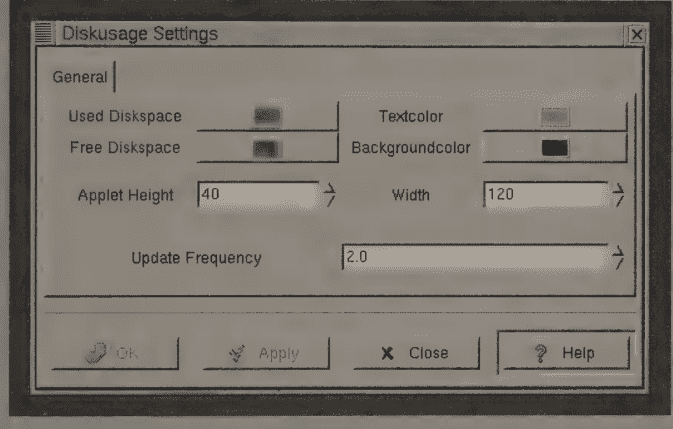 Diskusage Settings
General
Used Diskspace Textcolor
Free Diskspace Backgroundcolor
Applet Height 40 Width 120
Update Frequency 2.0
OK Apply Close ? Help